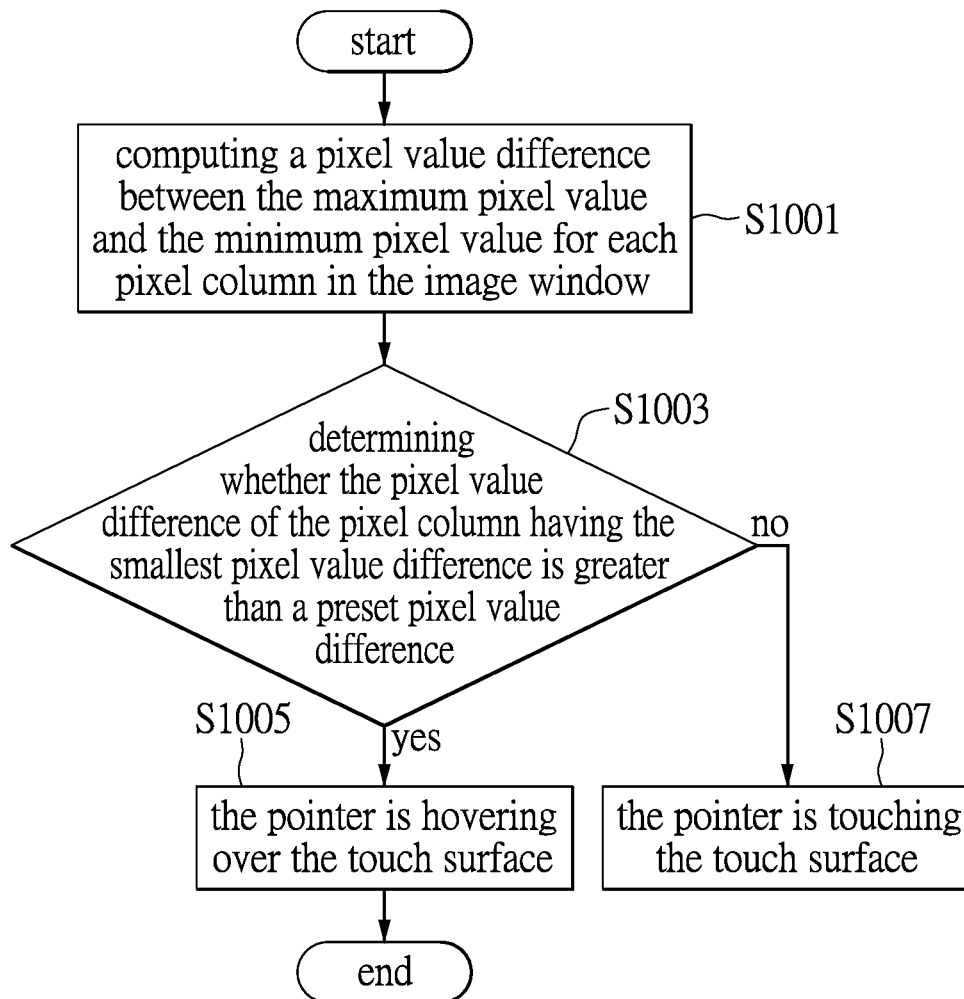 start
computing a pixel value difference
between the maximum pixel value
and the minimum pixel value for each
pixel column in the image window
S1001
S1003
determining
whether the pixel value
difference of the pixel column having the
smallest pixel value difference is greater
than a preset pixel value
difference
no
yes
S1005
the pointer is hovering
over the touch surface
S1007
the pointer is touching
the touch surface
end